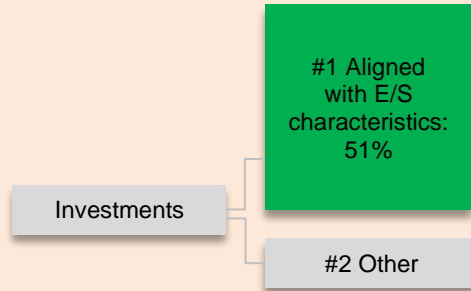 #1 Aligned
with E/S
characteristics:
51%
Investments
#2 Other